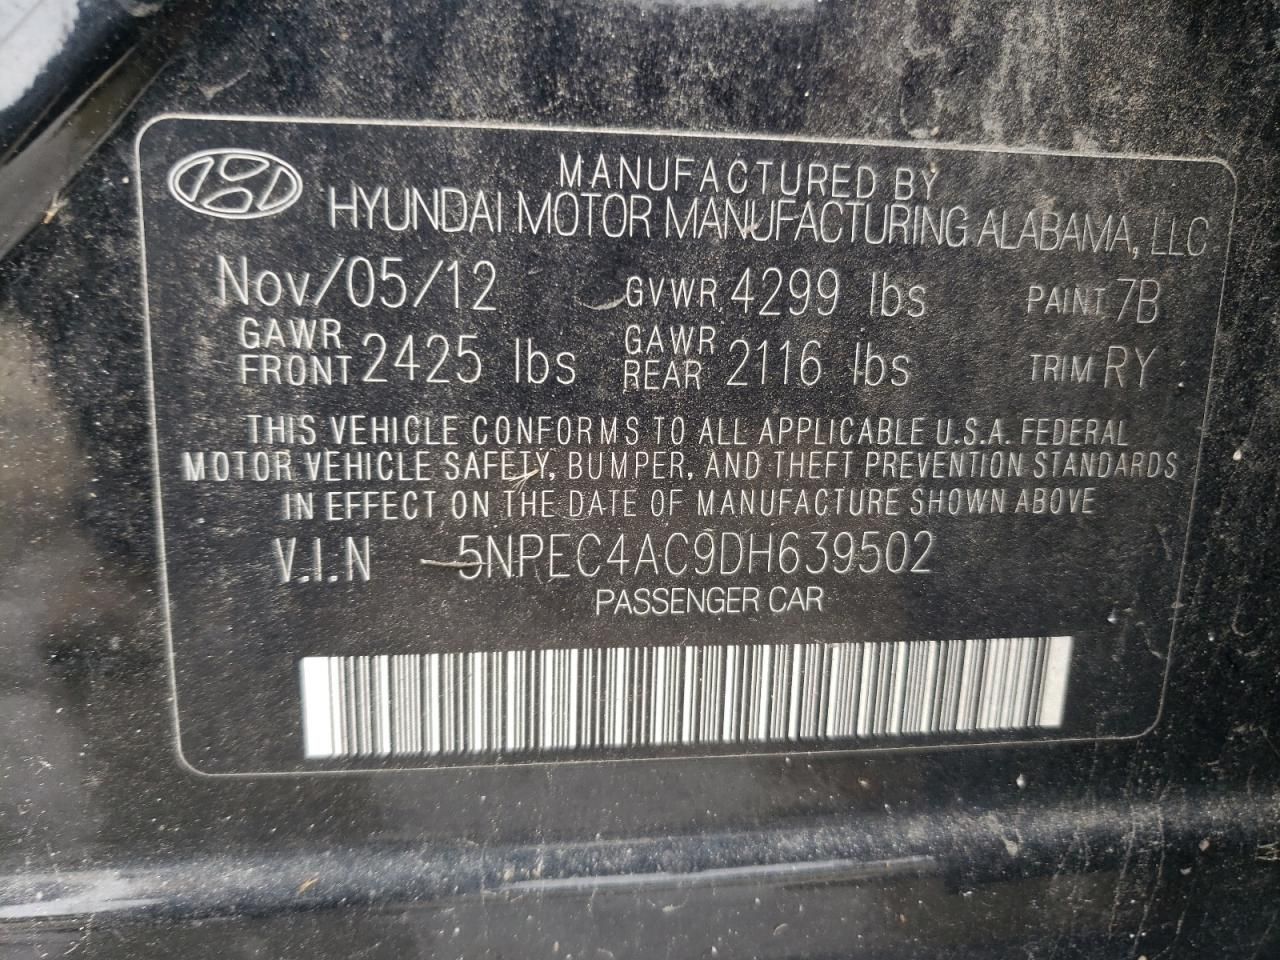 MANUFACTURED BY
HYUNDAI MOTOR MANUFACTURING ALABAMA, LLC
Nov/05/12 GVWR 4299 lbs PAINT 7B
GAWR FRONT 2425 lbs GAWR REAR 2116 lbs TRIM RY
THIS VEHICLE CONFORMS TO ALL APPLICABLE U.S.A. FEDERAL
MOTOR VEHICLE SAFETY, BUMPER, AND THEFT PREVENTION STANDARDS
IN EFFECT ON THE DATE OF MANUFACTURE SHOWN ABOVE
V.I.N 5NPEC4AC9DH639502
PASSENGER CAR